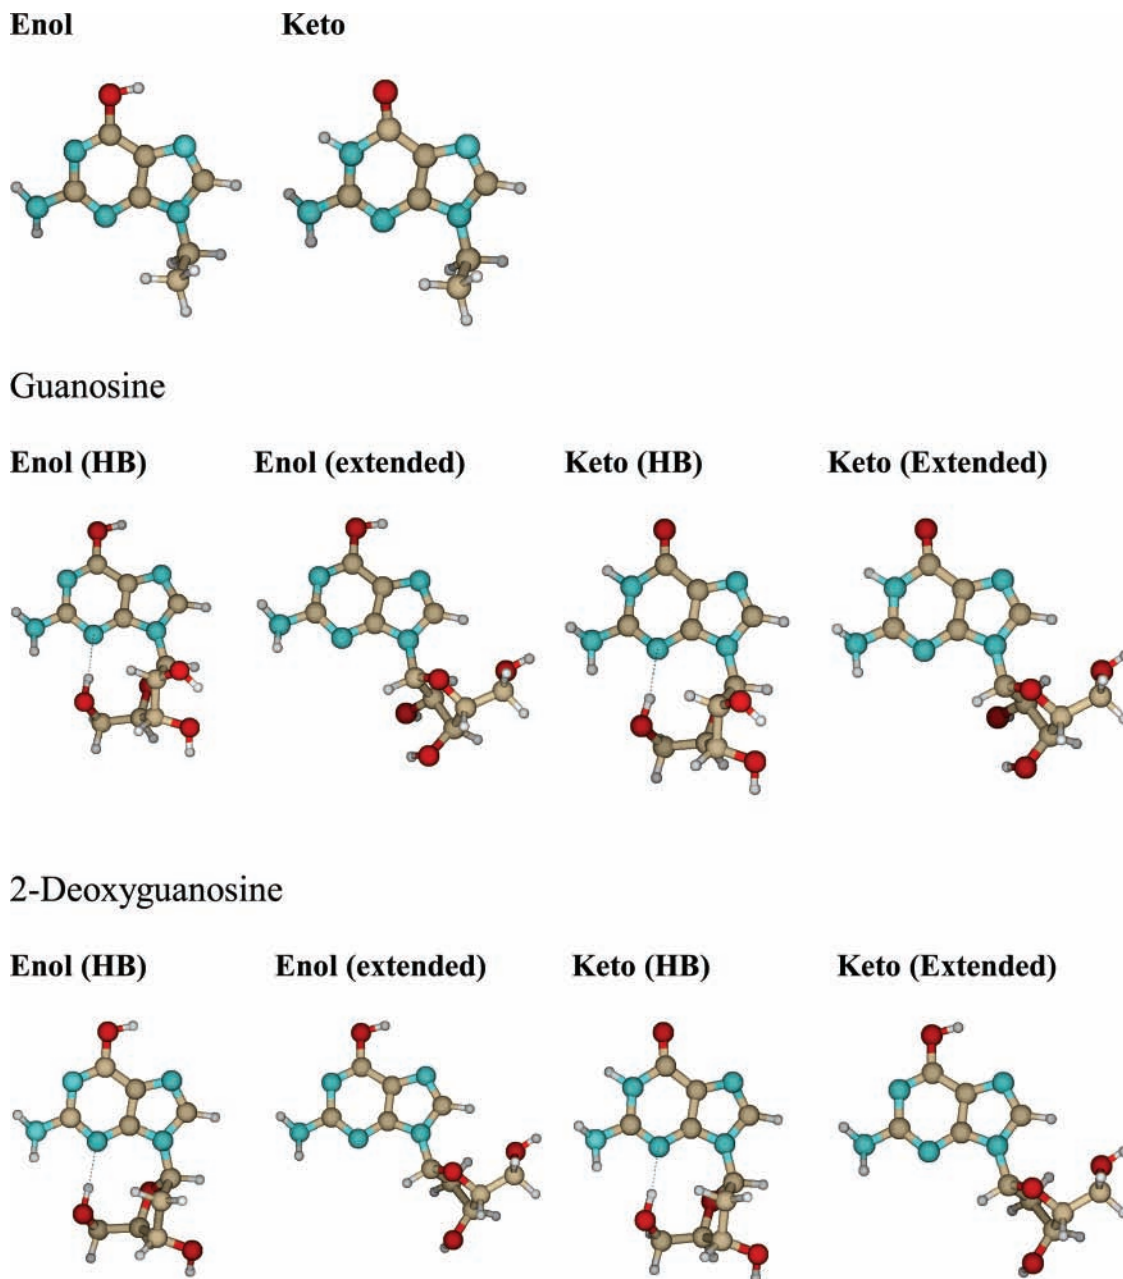 Enol Keto
Guanosine
Enol (HB) Enol (extended) Keto (HB) Keto (Extended)
2-Deoxyguanosine
Enol (HB) Enol (extended) Keto (HB) Keto (Extended)